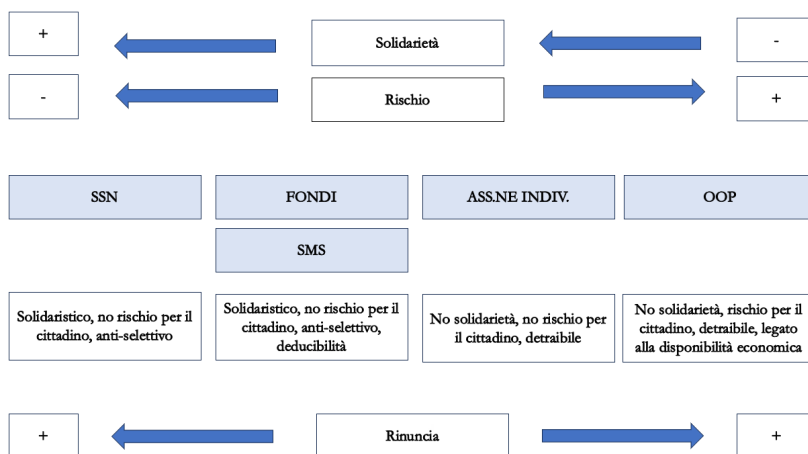 +
Solidarietà
-
-
Rischio
+
SSN
FONDI
ASS.NE INDIV.
OOP
SMS
Solidaristico, no rischio per il
cittadino, anti-selettivo
Solidaristico, no rischio per il
cittadino, anti-selettivo,
deducibilità
No solidarietà, no rischio per
il cittadino, detraibile
No solidarietà, rischio per il
cittadino, detraibile, legato
alla disponibilità economica
+
Rinuncia
+